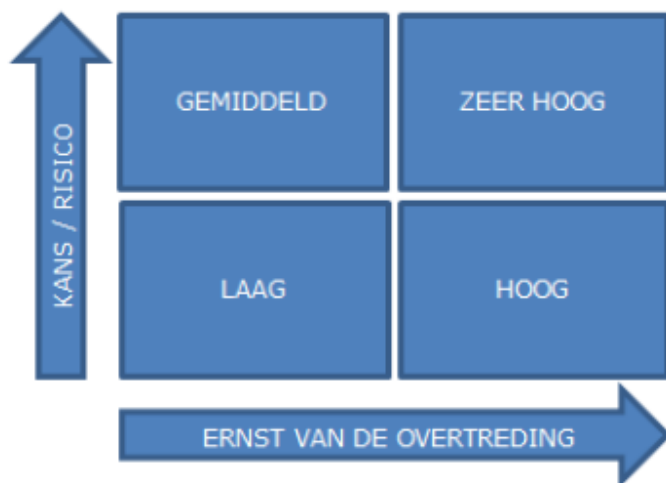 GEMIDDELD
ZEER HOOG
KANS / RISICO
LAAG
HOOG
ERNST VAN DE OVERTREDING